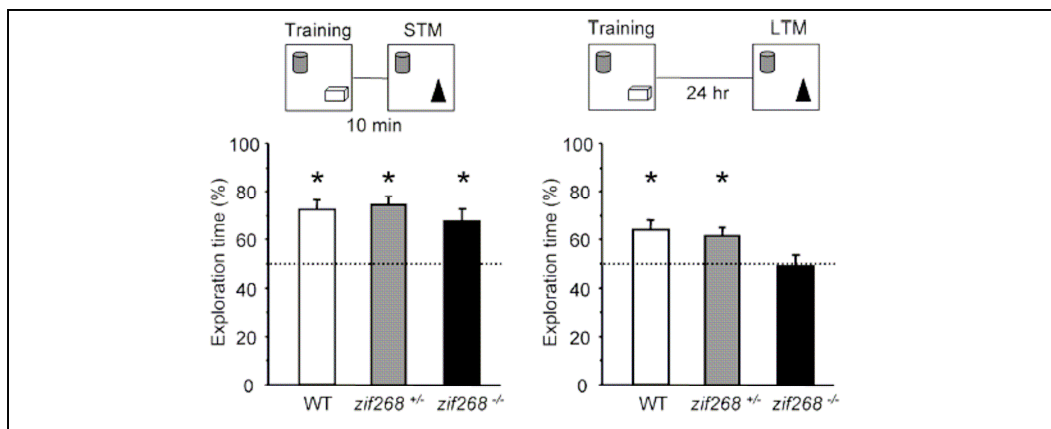 Training STM
10 min
Exploration time (%)
100
80
60
40
20
0
* * *
WT zif268 +/- zif268 -/-
Training LTM
24 hr
Exploration time (%)
100
80
60
40
20
0
* *
WT zif268 +/- zif268 -/-